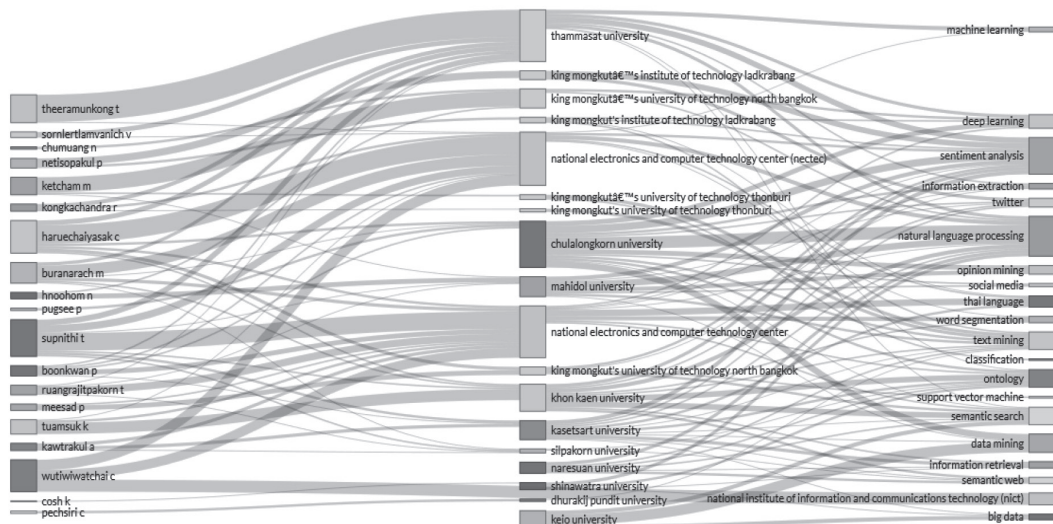 theeramunkong t
sornlertlamvanich v
chumuang n
netisopakul p
ketcham m
kongkachandra r
haruechaiyasak c
buranarach m
hnoohom n
pugsee p
supnithi t
boonkwan p
ruangrajitpakorn t
meesad p
tuamsuk k
kawtrakul a
wutiwiwatchai c
cosh k
pechsiri c
thammasat university
king mongkutâ€™s institute of technology ladkrabang
king mongkutâ€™s university of technology north bangkok
king mongkut's institute of technology ladkrabang
national electronics and computer technology center (nectec)
king mongkutâ€™s university of technology thonburi
king mongkut's university of technology thonburi
chulalongkorn university
mahidol university
national electronics and computer technology center
king mongkut's university of technology north bangkok
khon kaen university
kasetsart university
silpakorn university
naresuan university
shinawatra university
dhurakij pundit university
keio university
machine learning
deep learning
sentiment analysis
information extraction
twitter
natural language processing
opinion mining
social media
thai language
word segmentation
text mining
classification
ontology
support vector machine
semantic search
data mining
information retrieval
semantic web
national institute of information and communications technology (nict)
big data